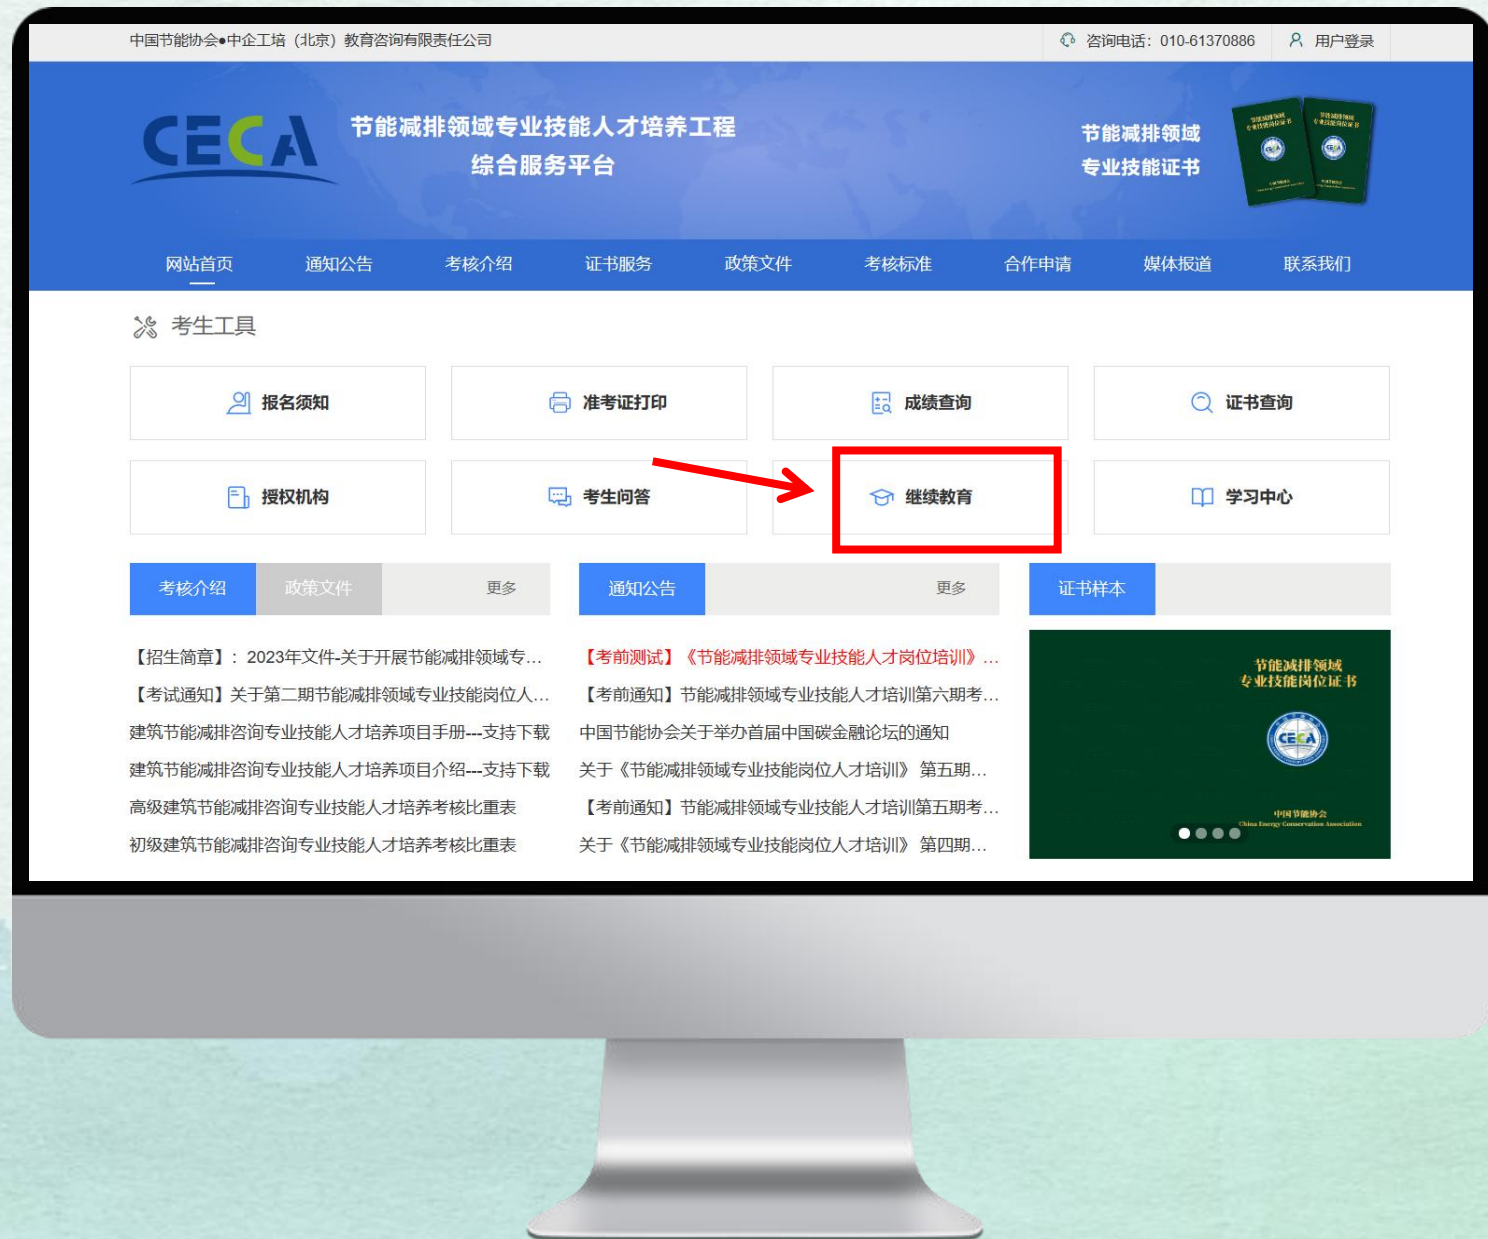 中国节能协会●中企工培（北京）教育咨询有限责任公司
咨询电话：010-61370886
用户登录
CECA
节能减排领域专业技能人才培养工程
综合服务平台
节能减排领域
专业技能证书
网站首页 通知公告 考核介绍 证书服务 政策文件 考核标准 合作申请 媒体报道 联系我们
考生工具
报名须知 准考证打印 成绩查询 证书查询
授权机构 考生问答 继续教育 学习中心
考核介绍 政策文件 更多
【招生简章】：2023年文件-关于开展节能减排领域专…
【考试通知】关于第二期节能减排领域专业技能岗位人…
建筑节能减排咨询专业技能人才培养项目手册---支持下载
建筑节能减排咨询专业技能人才培养项目介绍---支持下载
高级建筑节能减排咨询专业技能人才培养考核比重表
初级建筑节能减排咨询专业技能人才培养考核比重表
通知公告 更多
【考前测试】《节能减排领域专业技能人才岗位培训》…
【考前通知】节能减排领域专业技能人才培训第六期考…
中国节能协会关于举办首届中国碳金融论坛的通知
关于《节能减排领域专业技能岗位人才培训》 第五期…
【考前通知】节能减排领域专业技能人才培训第五期考…
关于《节能减排领域专业技能岗位人才培训》 第四期…
证书样本
节能减排领域
专业技能岗位证书
CECA
中国节能协会
China Energy Conservation Association